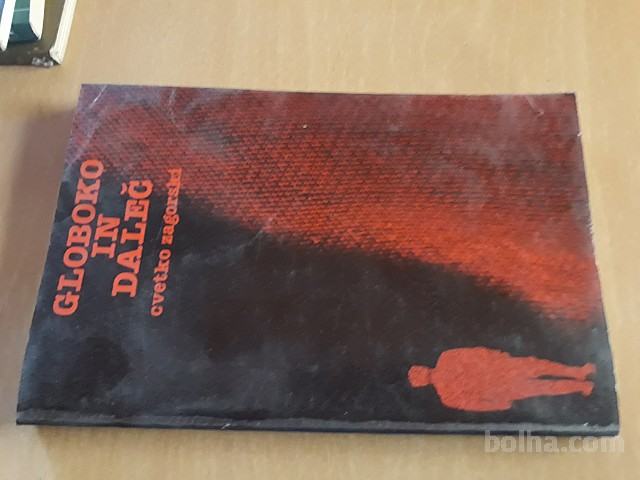 GLOBOKO
IN
DALEČ
cvetko zagorski
bolha.com